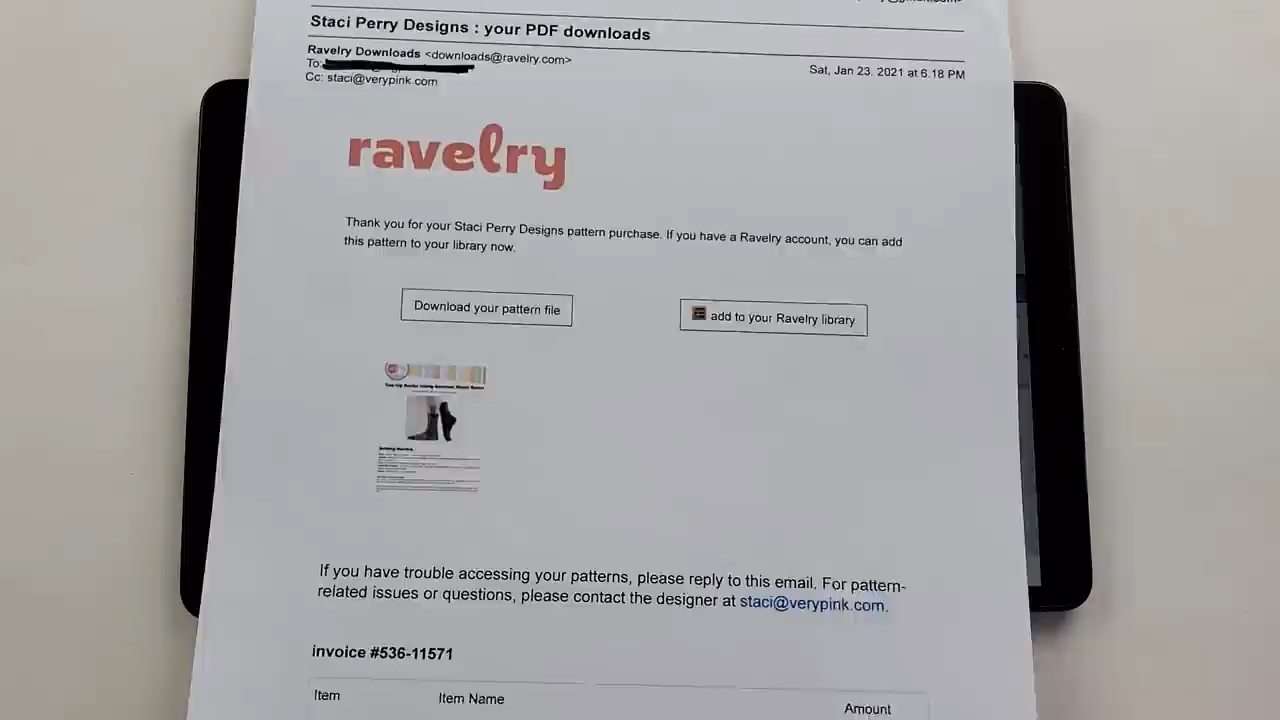 Staci Perry Designs : your PDF downloads
Ravelry Downloads <downloads@ravelry.com>
To:
Sat, Jan 23, 2021 at 6:18 PM
Cc: staci@verypink.com
ravelry
Thank you for your Staci Perry Designs pattern purchase. If you have a Ravelry account, you can add
this pattern to your library now.
Download your pattern file
add to your Ravelry library
If you have trouble accessing your patterns, please reply to this email. For pattern-
related issues or questions, please contact the designer at staci@verypink.com.
invoice #536-11571
Item Item Name Amount